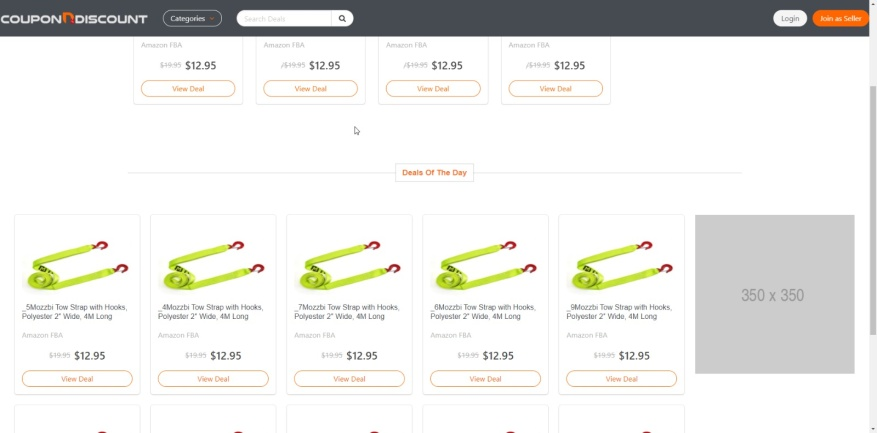 COUPONDISCOUNT
Categories
Search Deals
Login
Join as Seller
Amazon FBA
Amazon FBA
Amazon FBA
Amazon FBA
$19.95 $12.95
/$19.95 $12.95
/$19.95 $12.95
/$19.95 $12.95
View Deal
View Deal
View Deal
View Deal
Deals Of The Day
_5Mozzbi Tow Strap with Hooks,
Polyester 2" Wide, 4M Long
Amazon FBA
$19.95 $12.95
View Deal
_4Mozzbi Tow Strap with Hooks,
Polyester 2" Wide, 4M Long
Amazon FBA
$19.95 $12.95
View Deal
_7Mozzbi Tow Strap with Hooks,
Polyester 2" Wide, 4M Long
Amazon FBA
$19.95 $12.95
View Deal
_6Mozzbi Tow Strap with Hooks,
Polyester 2" Wide, 4M Long
Amazon FBA
$19.95 $12.95
View Deal
_9Mozzbi Tow Strap with Hooks,
Polyester 2" Wide, 4M Long
Amazon FBA
$19.95 $12.95
View Deal
350 x 350